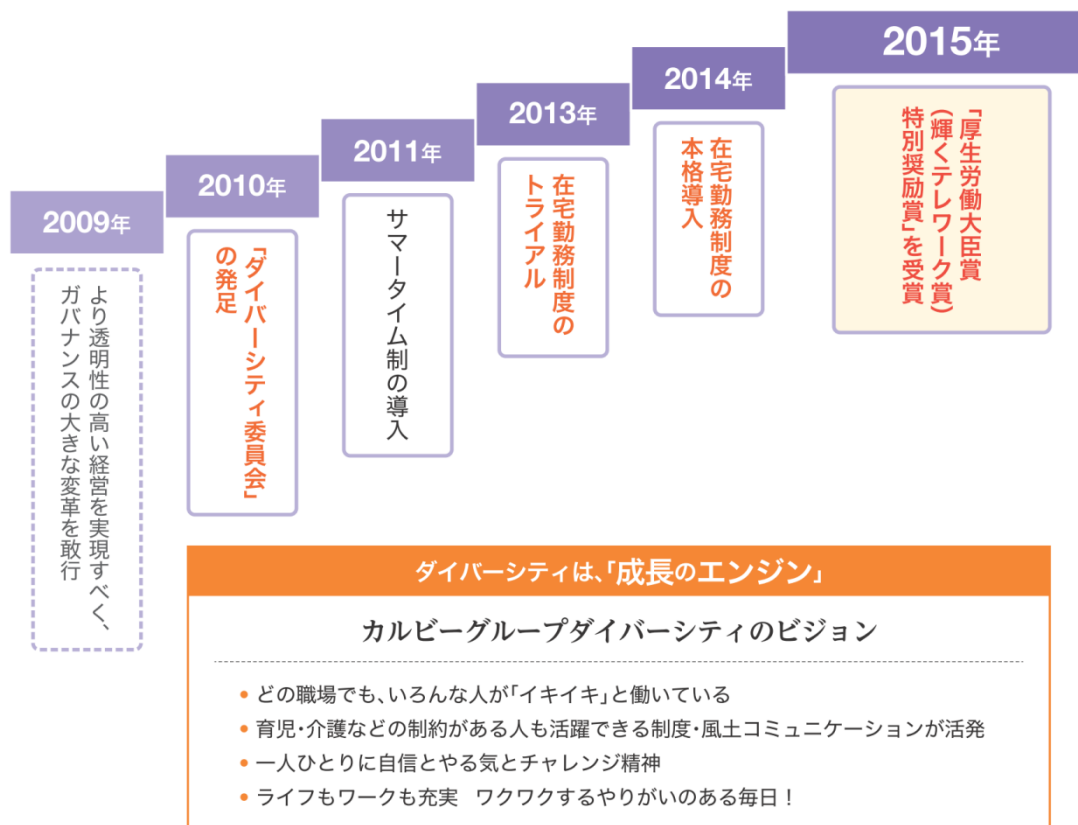 2009年
より透明性の高い経営を実現すべく、
ガバナンスの大きな変革を敢行
2010年
「ダイバーシティ委員会」
の発足
2011年
サマータイム制の導入
2013年
在宅勤務制度の
トライアル
2014年
在宅勤務制度の
本格導入
2015年
「厚生労働大臣賞
(輝くテレワーク賞)
特別奨励賞」を受賞
ダイバーシティは、「成長のエンジン」
カルビーグループダイバーシティのビジョン
• どの職場でも、いろんな人が「イキイキ」と働いている
• 育児・介護などの制約がある人も活躍できる制度・風土コミュニケーションが活発
• 一人ひとりに自信とやる気とチャレンジ精神
• ライフもワークも充実 ワクワクするやりがいのある毎日！